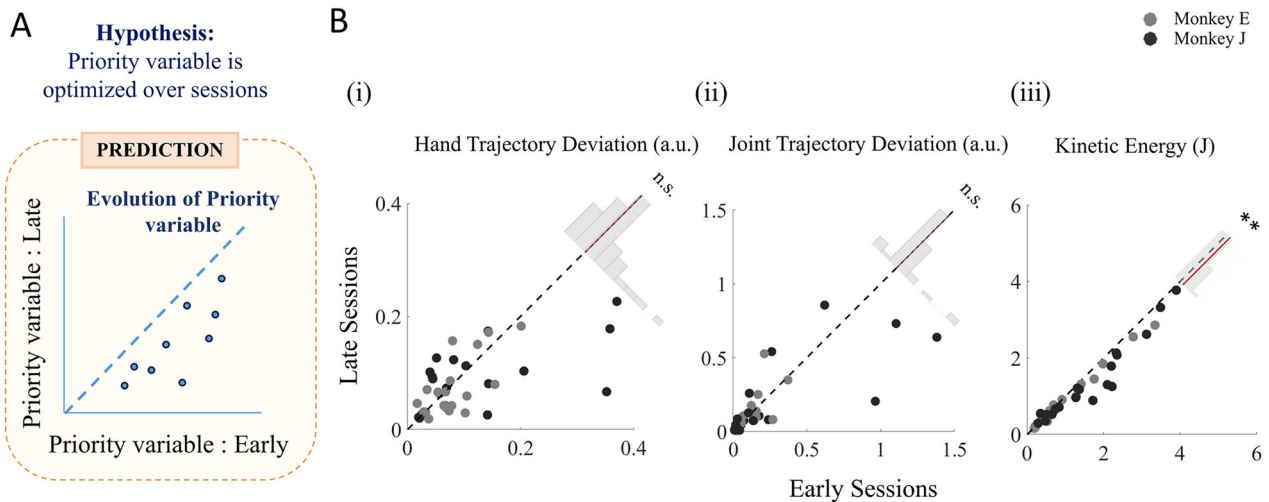 A
Hypothesis:
Priority variable is
optimized over sessions
PREDICTION
Evolution of Priority
variable
Priority variable : Late
Priority variable : Early
B
Monkey E
Monkey J
(i)
Hand Trajectory Deviation (a.u.)
n.s.
0.4
0.2
0
0
0.2
0.4
Late Sessions
(ii)
Joint Trajectory Deviation (a.u.)
n.s.
1.5
1
0.5
0
0
0.5
1
1.5
Early Sessions
(iii)
Kinetic Energy (J)
**
6
4
2
0
0
2
4
6